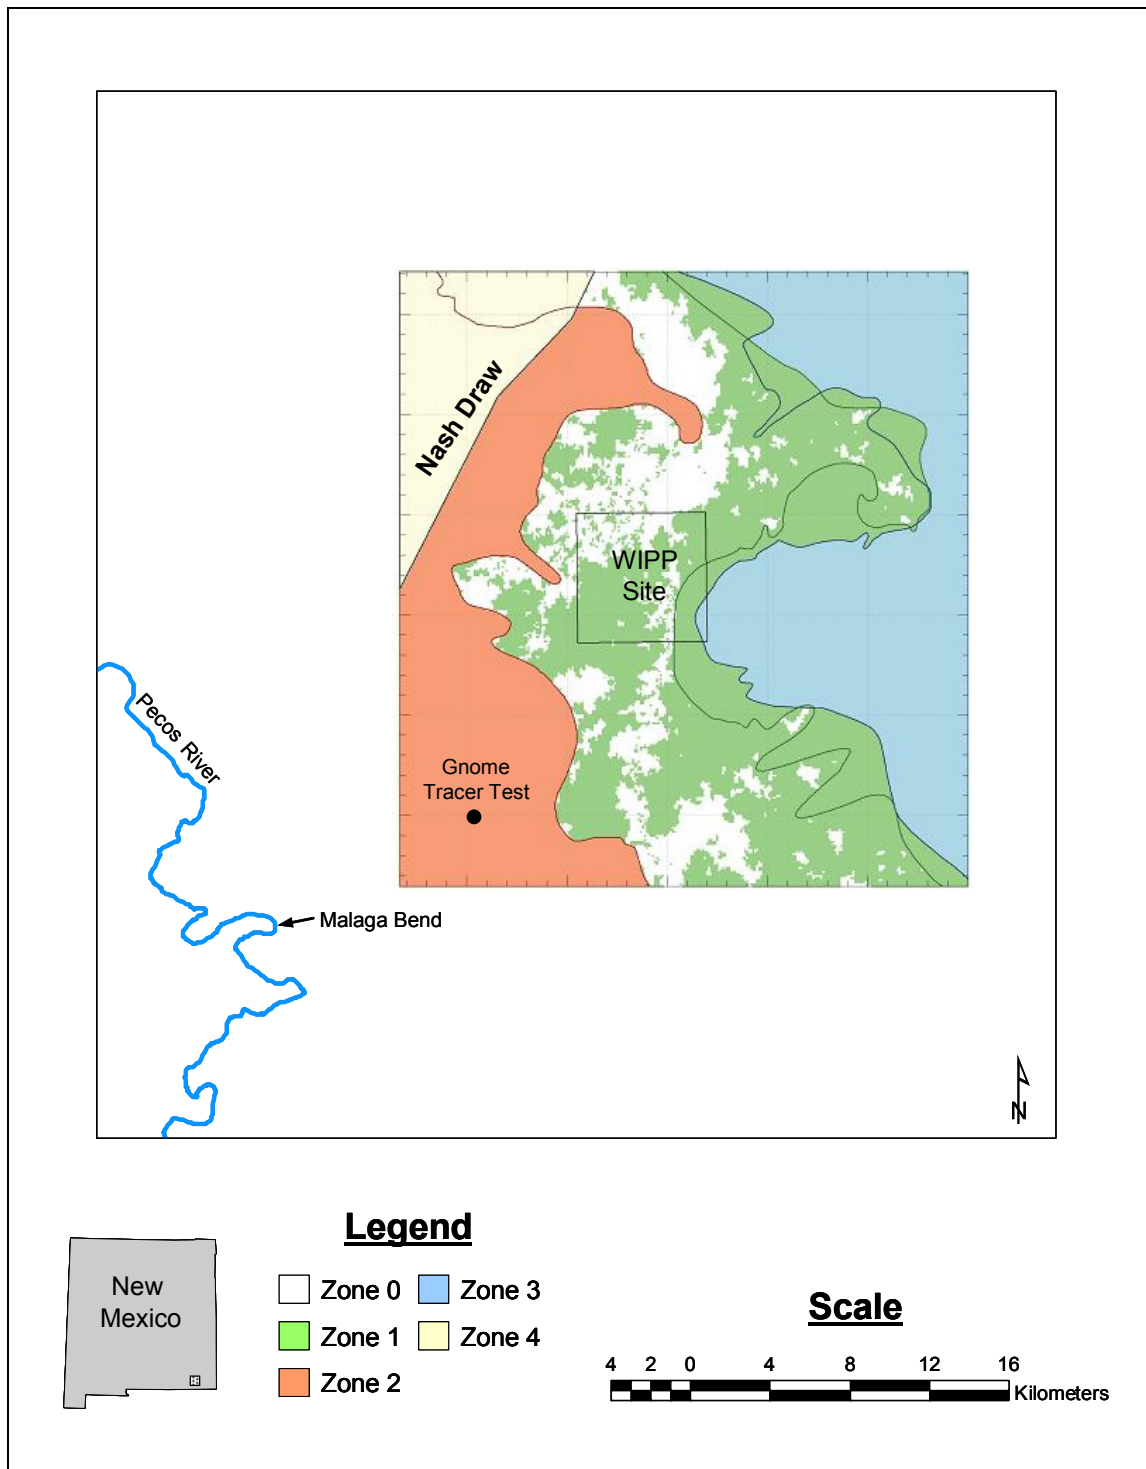 Nash Draw
WIPP
Site
Pecos River
Gnome
Tracer Test
Malaga Bend
N
New
Mexico
Legend
Zone 0
Zone 3
Zone 1
Zone 4
Zone 2
Scale
4 2 0 4 8 12 16
Kilometers